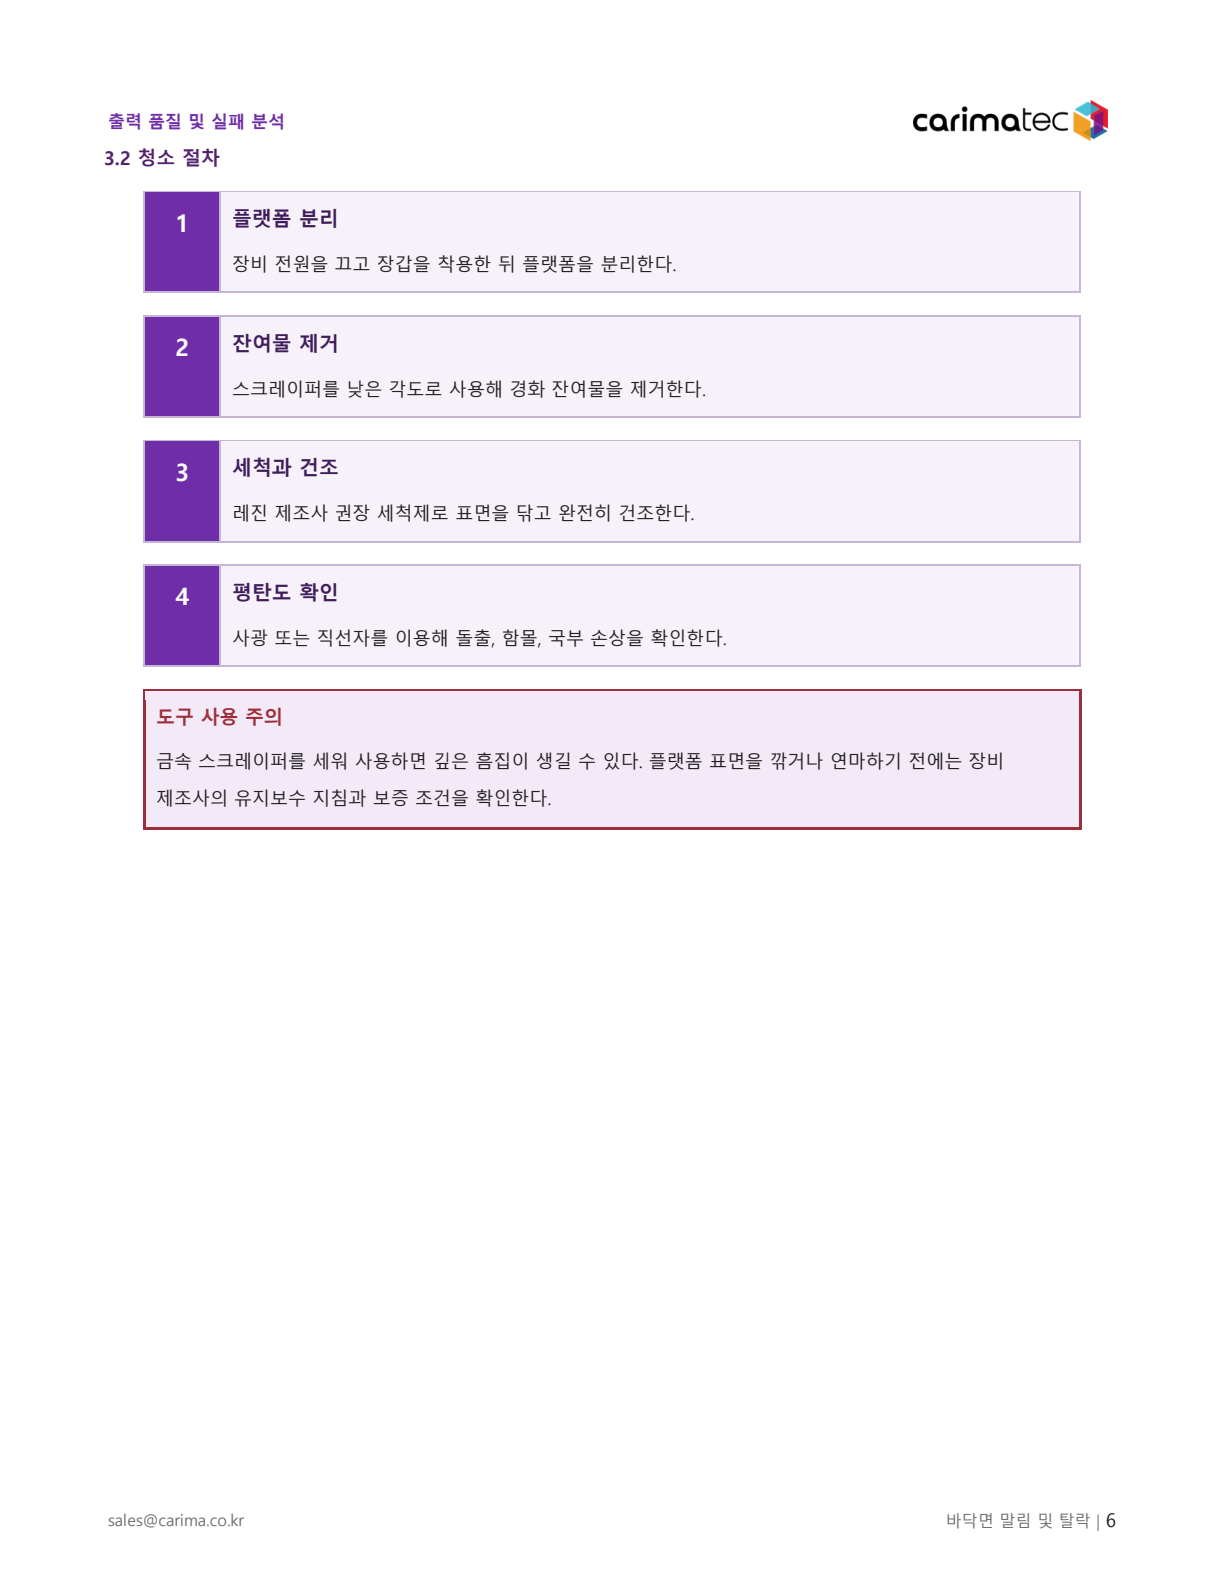 출력 품질 및 실패 분석
carimatec
3.2 청소 절차
1
플랫폼 분리
장비 전원을 끄고 장갑을 착용한 뒤 플랫폼을 분리한다.
2
잔여물 제거
스크레이퍼를 낮은 각도로 사용해 경화 잔여물을 제거한다.
3
세척과 건조
레진 제조사 권장 세척제로 표면을 닦고 완전히 건조한다.
4
평탄도 확인
사광 또는 직선자를 이용해 돌출, 함몰, 국부 손상을 확인한다.
도구 사용 주의
금속 스크레이퍼를 세워 사용하면 깊은 흠집이 생길 수 있다. 플랫폼 표면을 깎거나 연마하기 전에는 장비
제조사의 유지보수 지침과 보증 조건을 확인한다.
sales@carima.co.kr
바닥면 말림 및 탈락 | 6